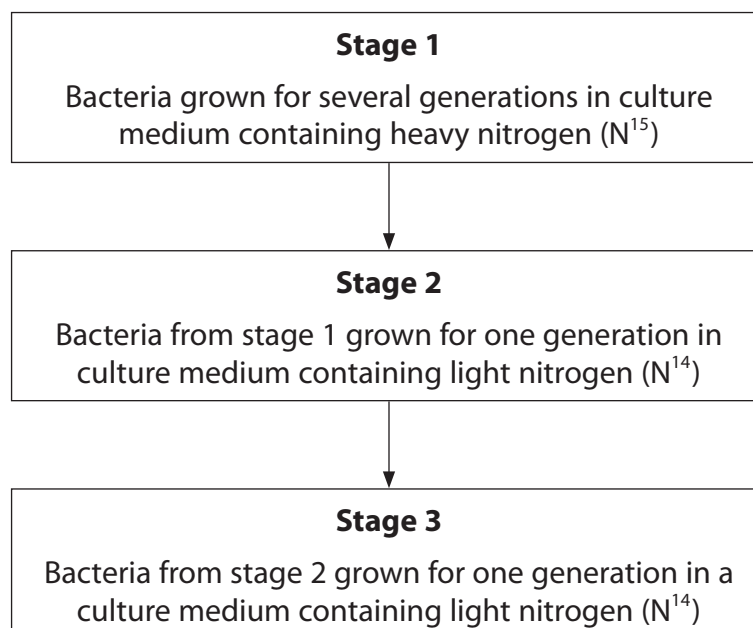 Stage 1
Bacteria grown for several generations in culture
medium containing heavy nitrogen (N¹⁵)
Stage 2
Bacteria from stage 1 grown for one generation in
culture medium containing light nitrogen (N¹⁴)
Stage 3
Bacteria from stage 2 grown for one generation in a
culture medium containing light nitrogen (N¹⁴)